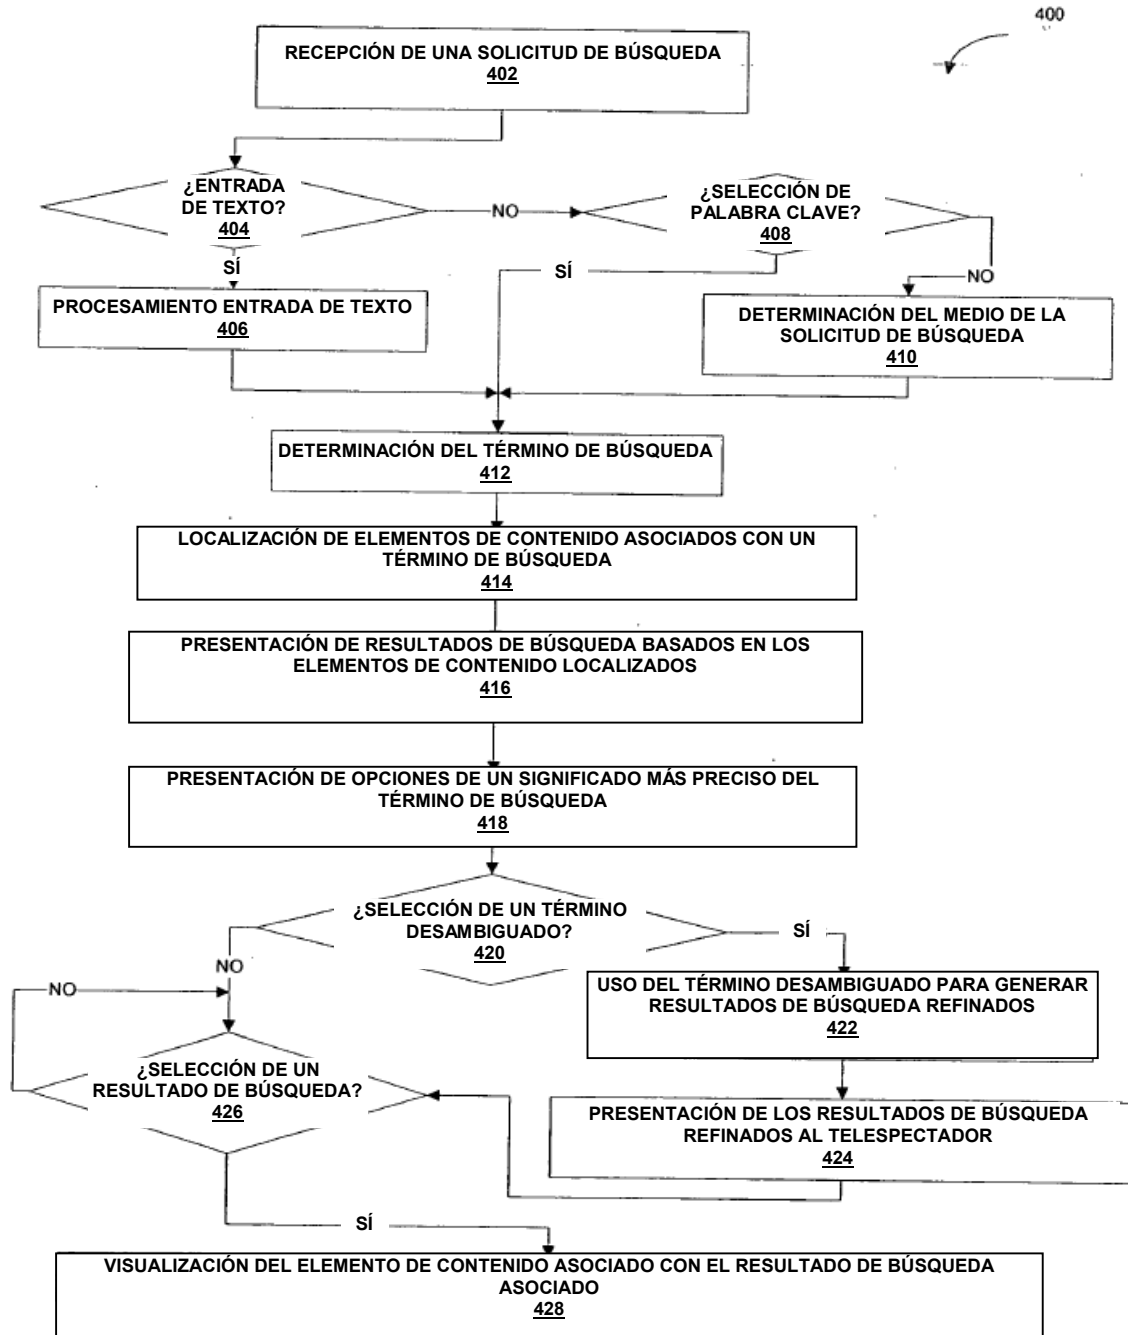 400
RECEPCIÓN DE UNA SOLICITUD DE BÚSQUEDA
402
¿ENTRADA
DE TEXTO?
404
NO
¿SELECCIÓN DE
PALABRA CLAVE?
408
SÍ
SÍ
NO
PROCESAMIENTO ENTRADA DE TEXTO
406
DETERMINACIÓN DEL MEDIO DE LA
SOLICITUD DE BÚSQUEDA
410
DETERMINACIÓN DEL TÉRMINO DE BÚSQUEDA
412
LOCALIZACIÓN DE ELEMENTOS DE CONTENIDO ASOCIADOS CON UN
TÉRMINO DE BÚSQUEDA
414
PRESENTACIÓN DE RESULTADOS DE BÚSQUEDA BASADOS EN LOS
ELEMENTOS DE CONTENIDO LOCALIZADOS
416
PRESENTACIÓN DE OPCIONES DE UN SIGNIFICADO MÁS PRECISO DEL
TÉRMINO DE BÚSQUEDA
418
¿SELECCIÓN DE UN TÉRMINO
DESAMBIGUADO?
420
SÍ
NO
NO
USO DEL TÉRMINO DESAMBIGUADO PARA GENERAR
RESULTADOS DE BÚSQUEDA REFINADOS
422
¿SELECCIÓN DE UN
RESULTADO DE BÚSQUEDA?
426
PRESENTACIÓN DE LOS RESULTADOS DE BÚSQUEDA
REFINADOS AL TELESPECTADOR
424
SÍ
VISUALIZACIÓN DEL ELEMENTO DE CONTENIDO ASOCIADO CON EL RESULTADO DE BÚSQUEDA
ASOCIADO
428